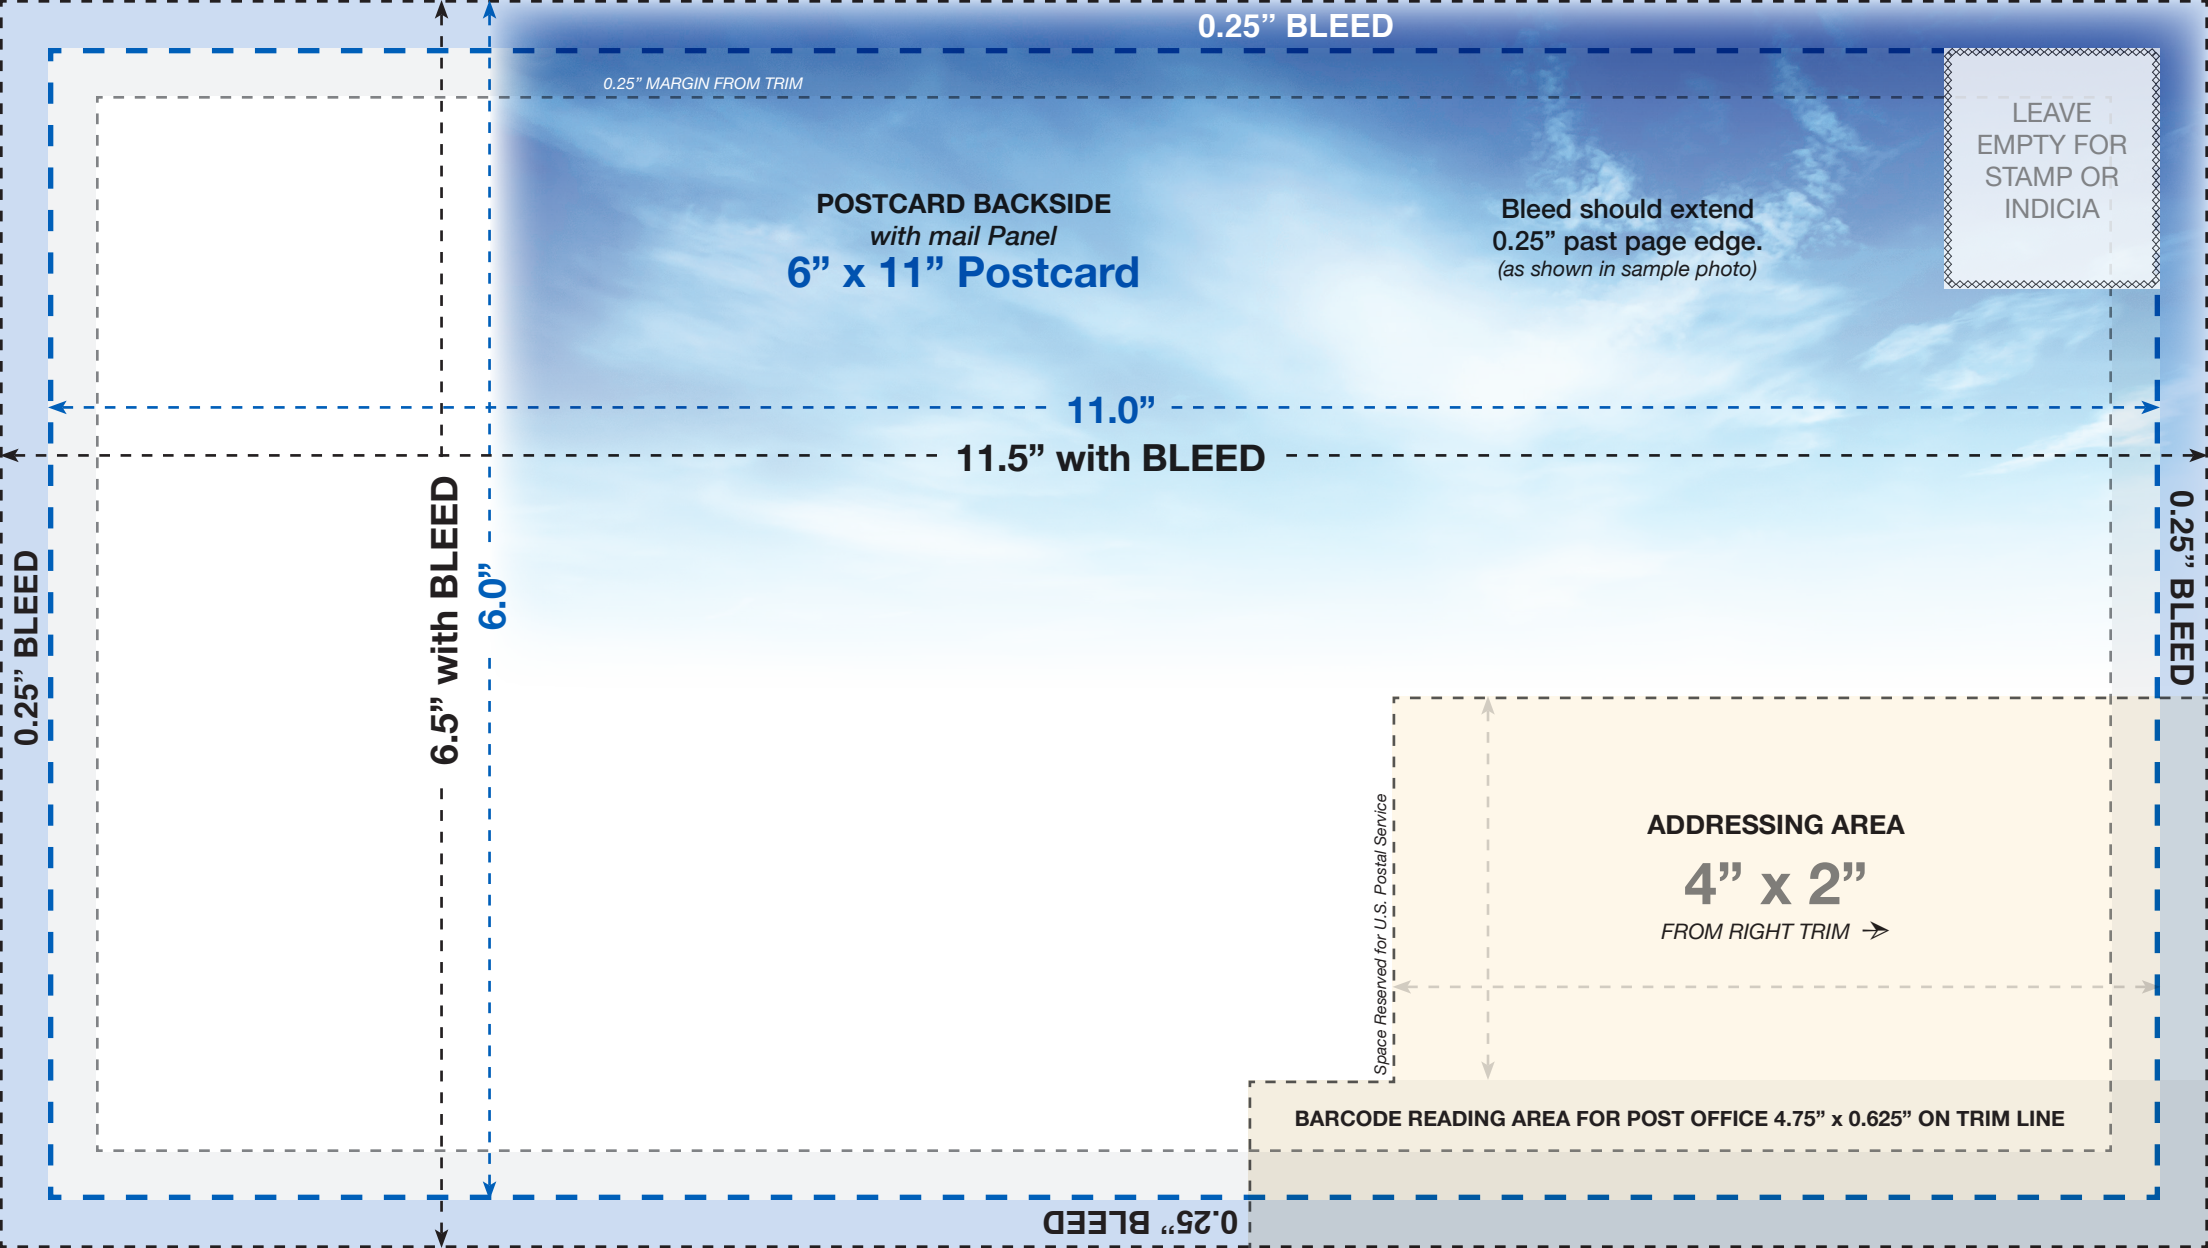 0.25” BLEED
0.25” MARGIN FROM TRIM
LEAVE
EMPTY FOR
STAMP OR
INDICIA
POSTCARD BACKSIDE
with mail Panel
6” x 11” Postcard
Bleed should extend
0.25” past page edge.
(as shown in sample photo)
11.0”
11.5” with BLEED
0.25” BLEED
6.5” with BLEED
6.0”
0.25” BLEED
Space Reserved for U.S. Postal Service
ADDRESSING AREA
4” x 2”
FROM RIGHT TRIM
BARCODE READING AREA FOR POST OFFICE 4.75” x 0.625” ON TRIM LINE
0.25” BLEED